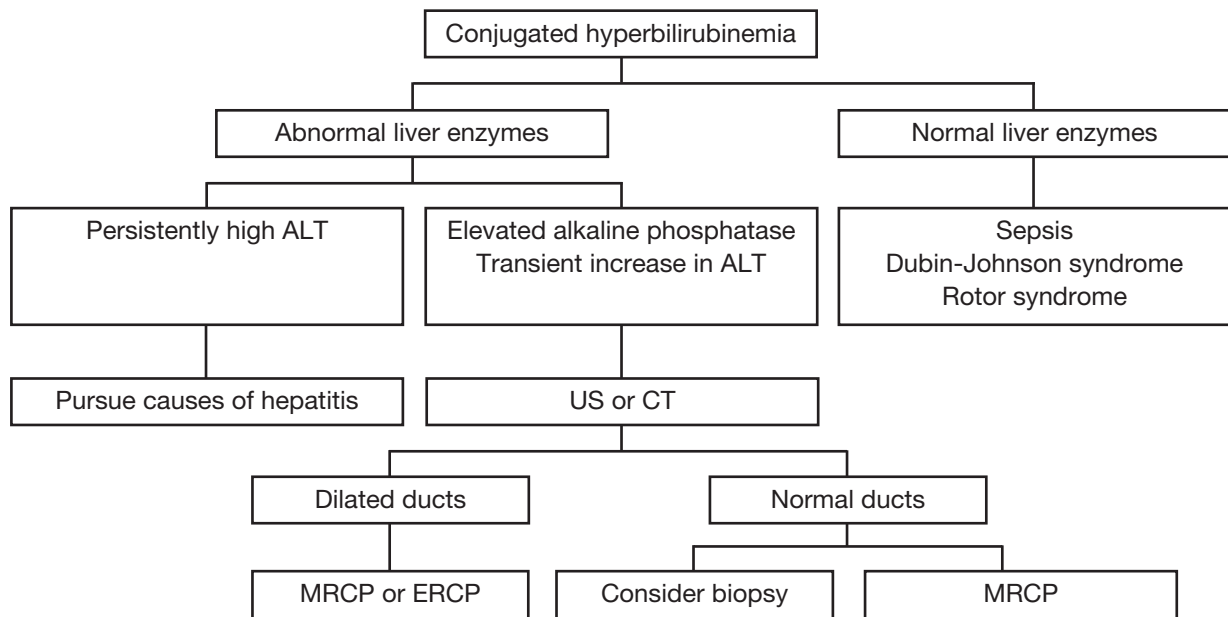 Conjugated hyperbilirubinemia
Abnormal liver enzymes
Normal liver enzymes
Persistently high ALT
Elevated alkaline phosphatase
Transient increase in ALT
Sepsis
Dubin-Johnson syndrome
Rotor syndrome
Pursue causes of hepatitis
US or CT
Dilated ducts
Normal ducts
MRCP or ERCP
Consider biopsy
MRCP